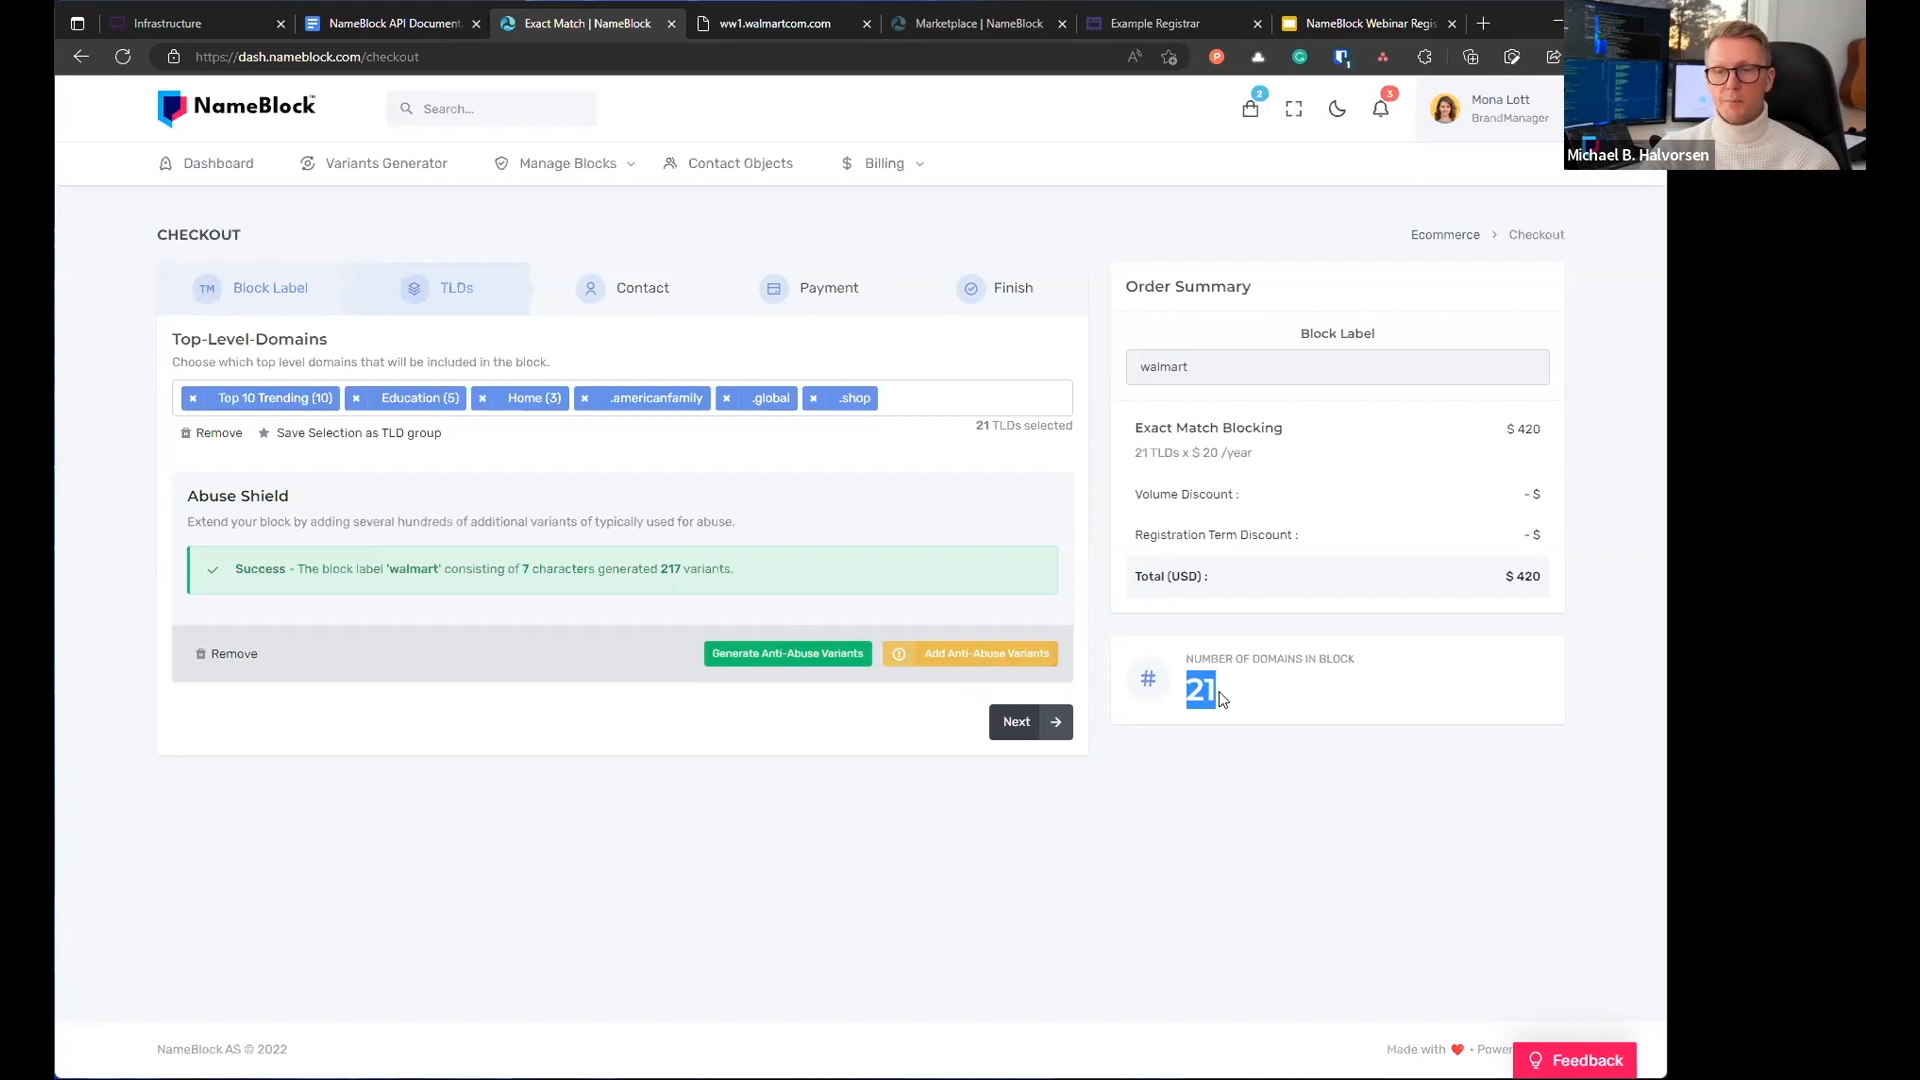 Infrastructure
NameBlock API Document.
Exact Match | NameBlock
ww1.walmartcom.com
Marketplace | NameBlock
Example Registrar
NameBlock Webinar Regis
https://dash.nameblock.com/checkout
NameBlock™
Search...
2
3
Mona Lott
BrandManager
Michael B. Halvorsen
Dashboard
Variants Generator
Manage Blocks
Contact Objects
$ Billing
CHECKOUT
Ecommerce > Checkout
TM Block Label
TLDs
Contact
Payment
Finish
Top-Level-Domains
Choose which top level domains that will be included in the block.
× Top 10 Trending (10) × Education (5) × Home (3) × .americanfamily × .global × .shop
21 TLDs selected
Remove
Save Selection as TLD group
Abuse Shield
Extend your block by adding several hundreds of additional variants of typically used for abuse.
Success - The block label 'walmart' consisting of 7 characters generated 217 variants.
Remove
Generate Anti-Abuse Variants
Add Anti-Abuse Variants
Next
Order Summary
Block Label
walmart
Exact Match Blocking $ 420
21 TLDs x $ 20 /year
Volume Discount : - $
Registration Term Discount : - $
Total (USD) : $ 420
NUMBER OF DOMAINS IN BLOCK
# 21
NameBlock AS © 2022
Made with ❤ • Power
Feedback